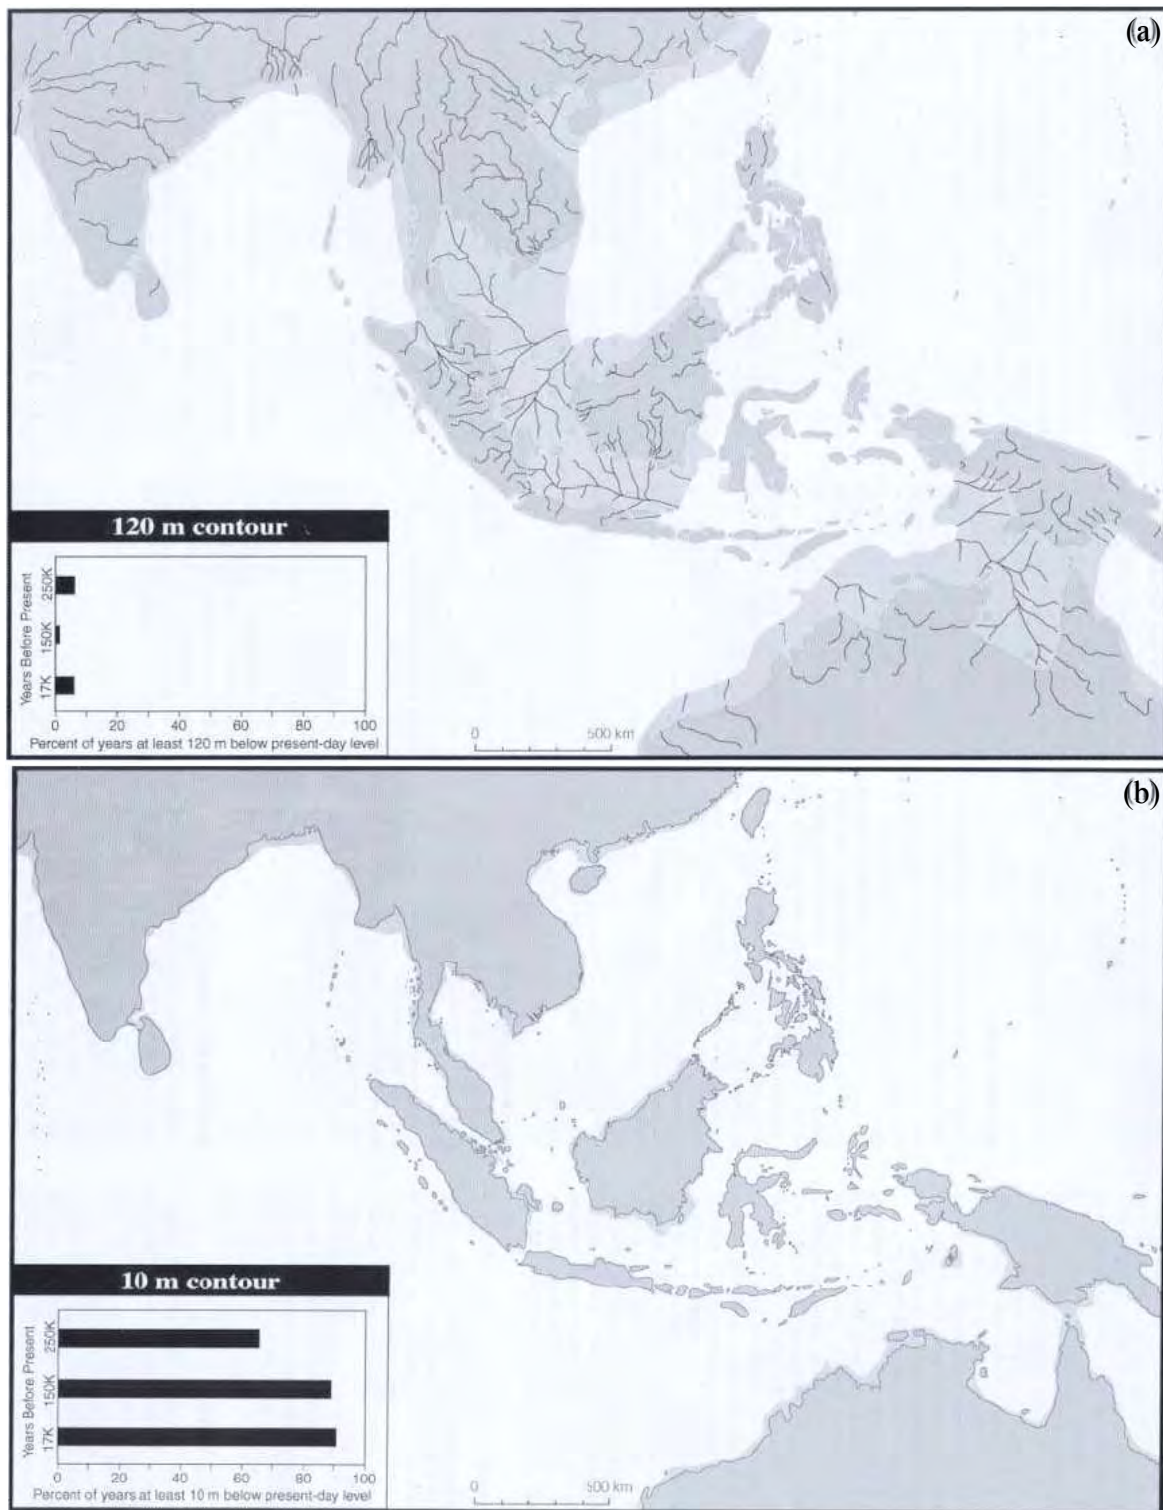 (a)
120 m contour
Years Before Present
250K
150K
17K
0 20 40 60 80 100
Percent of years at least 120 m below present-day level
0 500 km
(b)
10 m contour
Years Before Present
250K
150K
17K
0 20 40 60 80 100
Percent of years at least 10 m below present-day level
0 500 km